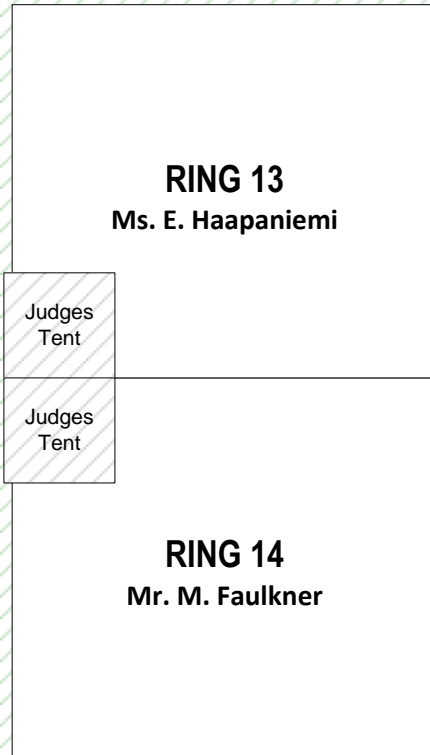 RING 13
Ms. E. Haapaniemi
Judges
Tent
Judges
Tent
RING 14
Mr. M. Faulkner